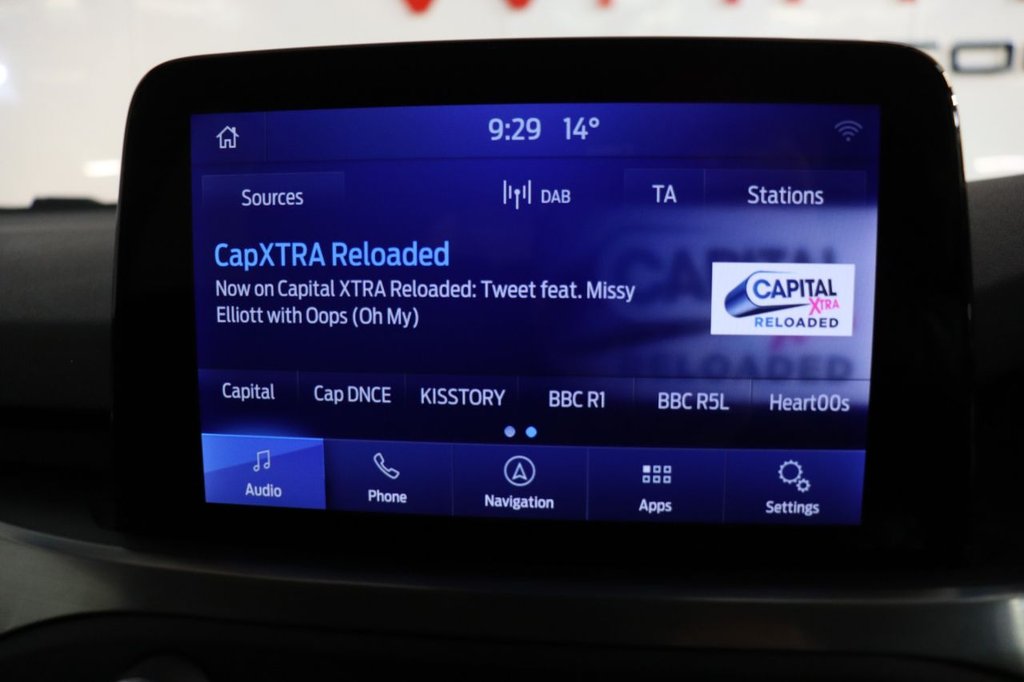 9:29 14°
Sources DAB TA Stations
CapXTRA Reloaded
Now on Capital XTRA Reloaded: Tweet feat. Missy
Elliott with Oops (Oh My)
CAPITAL
XTRA
RELOADED
Capital Cap DNCE KISSTORY BBC R1 BBC R5L Heart00s
Audio Phone Navigation Apps Settings